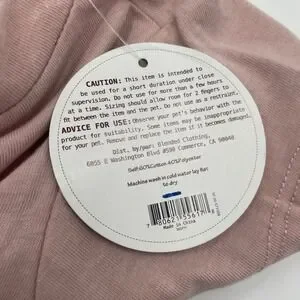 CAUTION: This item is intended to
be used for a short duration under close
supervision. Do not use for more than a few hours
at a time. Sizing should allow room for 2 fingers to
fit between the item and the pet. Do not use as a restraint.
ADVICE FOR USE: Observe your pet's behavior with the
product for suitability. Some items may be inappropriate
for your pet. Remove and replace the item if it becomes damaged.
Dist. by/par: Blended Clothing,
6055 E Washington Blvd #590 Commerce, CA 90040
Self:60%Cotton 40%Polyester
Machine wash in cold water lay flat
to dry
7 80621 55617
Made in China